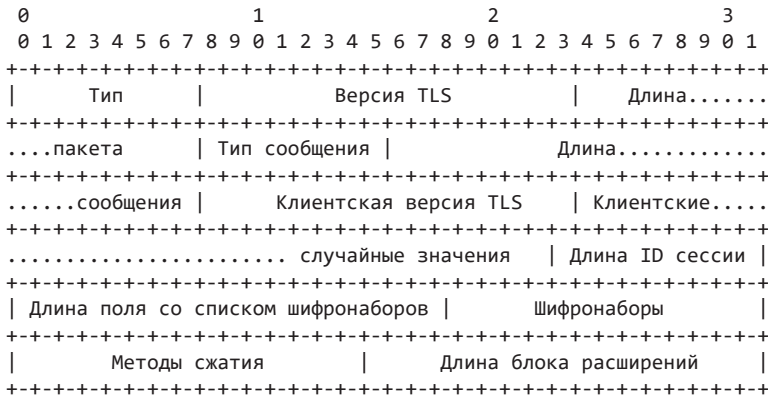 0                   1                   2                   3
 0 1 2 3 4 5 6 7 8 9 0 1 2 3 4 5 6 7 8 9 0 1 2 3 4 5 6 7 8 9 0 1
+-+-+-+-+-+-+-+-+-+-+-+-+-+-+-+-+-+-+-+-+-+-+-+-+-+-+-+-+-+-+-+-+
|      Тип      |           Версия TLS          |    Длина.......
+-+-+-+-+-+-+-+-+-+-+-+-+-+-+-+-+-+-+-+-+-+-+-+-+-+-+-+-+-+-+-+-+
....пакета      | Тип сообщения |              Длина.............
+-+-+-+-+-+-+-+-+-+-+-+-+-+-+-+-+-+-+-+-+-+-+-+-+-+-+-+-+-+-+-+-+
......сообщения |      Клиентская версия TLS    | Клиентские.....
+-+-+-+-+-+-+-+-+-+-+-+-+-+-+-+-+-+-+-+-+-+-+-+-+-+-+-+-+-+-+-+-+
....................... случайные значения   | Длина ID сессии |
+-+-+-+-+-+-+-+-+-+-+-+-+-+-+-+-+-+-+-+-+-+-+-+-+-+-+-+-+-+-+-+-+
| Длина поля со списком шифронаборов |       Шифронаборы        |
+-+-+-+-+-+-+-+-+-+-+-+-+-+-+-+-+-+-+-+-+-+-+-+-+-+-+-+-+-+-+-+-+
|        Методы сжатия        |      Длина блока расширений     |
+-+-+-+-+-+-+-+-+-+-+-+-+-+-+-+-+-+-+-+-+-+-+-+-+-+-+-+-+-+-+-+-+